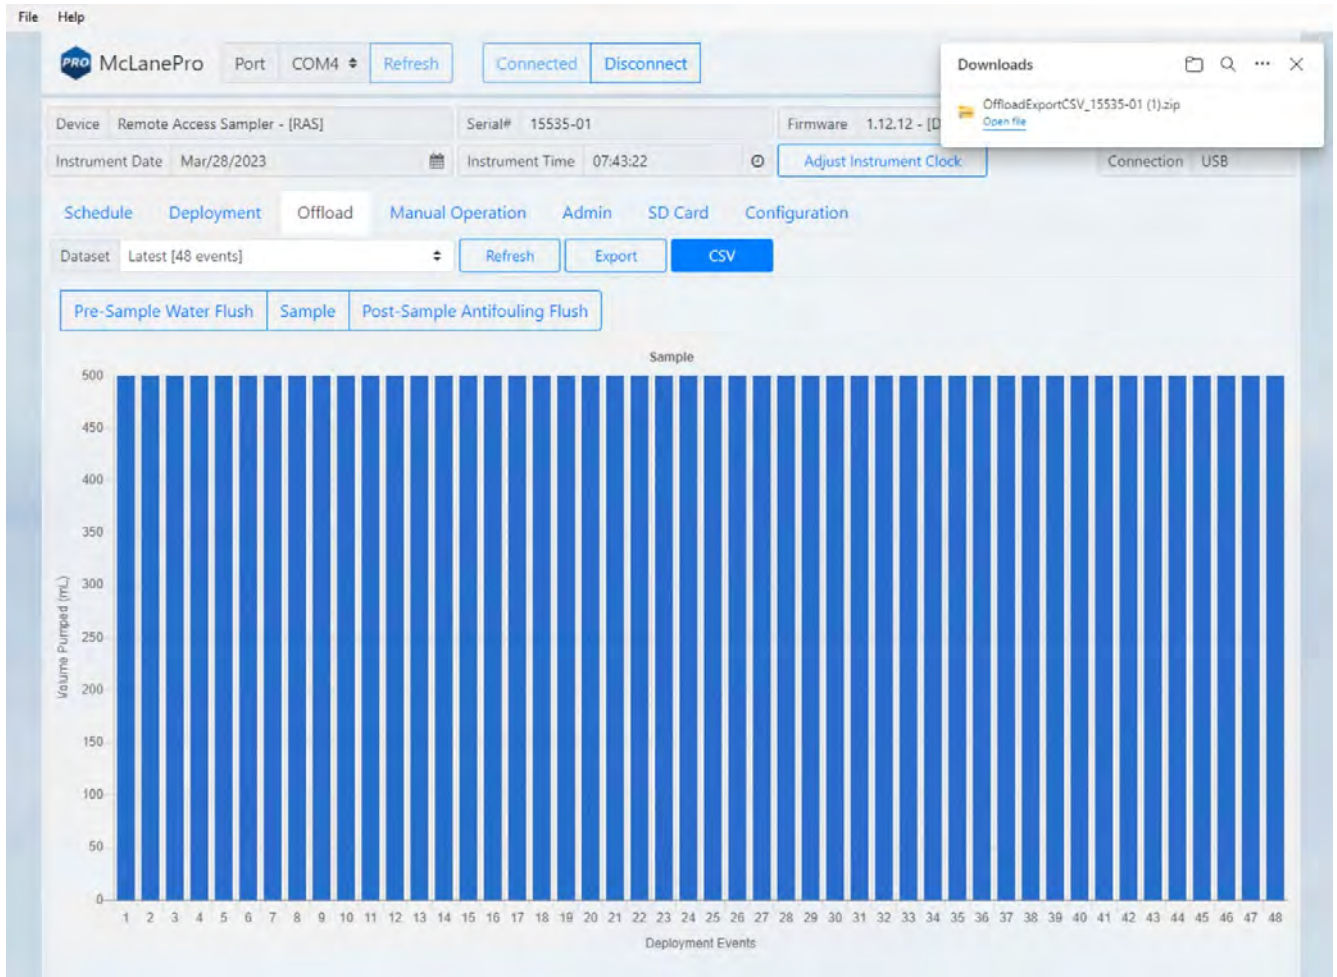 File Help
PRO McLanePro Port COM4 Refresh Connected Disconnect
Downloads
OffloadExportCSV_15535-01 (1).zip
Open file
Device Remote Access Sampler - [RAS] Serial# 15535-01 Firmware 1.12.12 - [D
Instrument Date Mar/28/2023 Instrument Time 07:43:22 Adjust Instrument Clock Connection USB
Schedule Deployment Offload Manual Operation Admin SD Card Configuration
Dataset Latest [48 events] Refresh Export CSV
Pre-Sample Water Flush Sample Post-Sample Antifouling Flush
Sample
500
450
400
350
300
250
200
150
100
50
0
Volume Pumped (mL)
1 2 3 4 5 6 7 8 9 10 11 12 13 14 15 16 17 18 19 20 21 22 23 24 25 26 27 28 29 30 31 32 33 34 35 36 37 38 39 40 41 42 43 44 45 46 47 48
Deployment Events